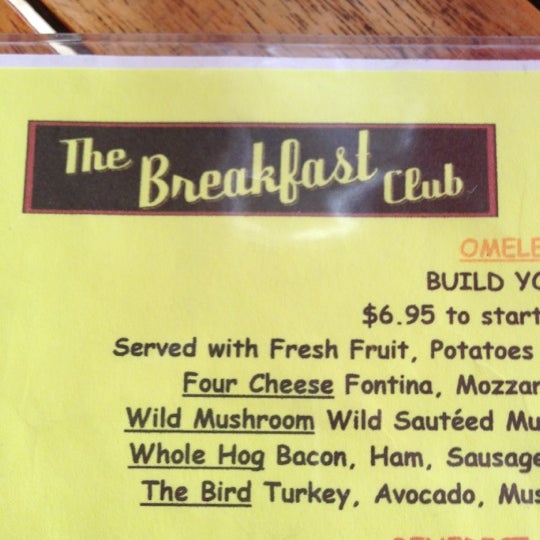 The Breakfast Club
OMELE
BUILD YO
$6.95 to start
Served with Fresh Fruit, Potatoes
Four Cheese Fontina, Mozzar
Wild Mushroom Wild Sautéed Mu
Whole Hog Bacon, Ham, Sausage
The Bird Turkey, Avocado, Mus